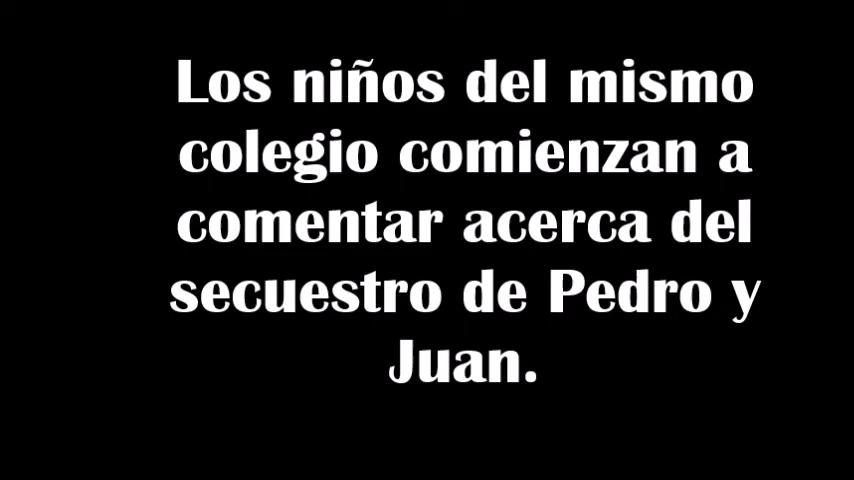 Los niños del mismo
colegio comienzan a
comentar acerca del
secuestro de Pedro y
Juan.